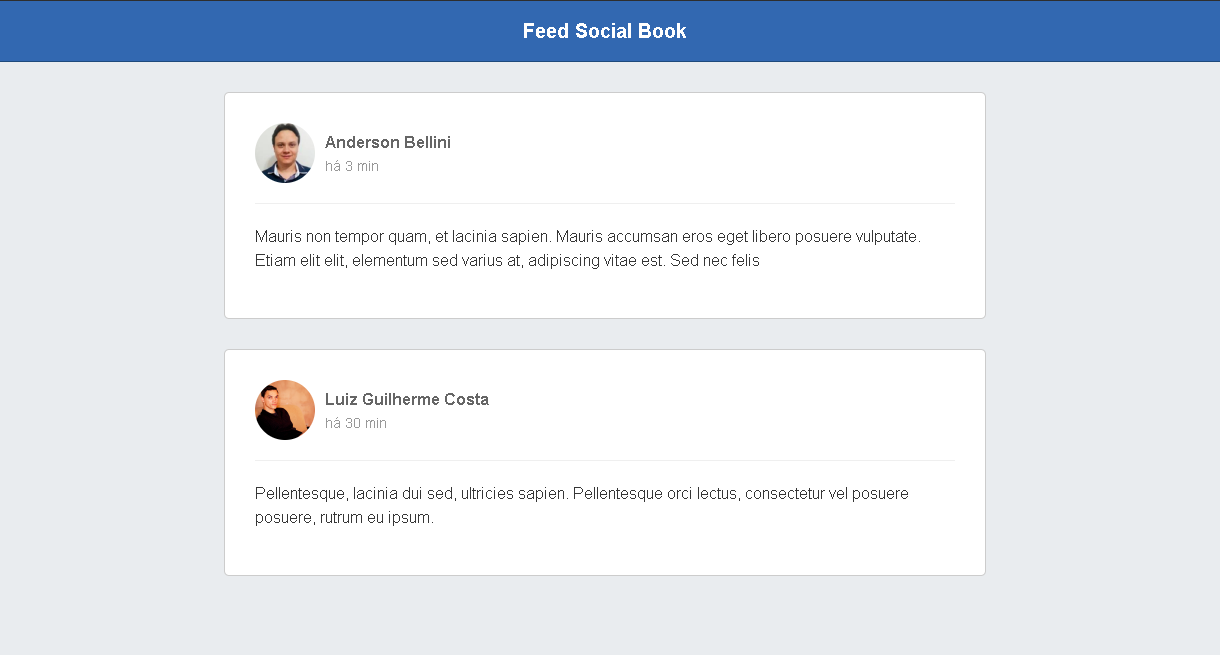 Feed Social Book
Anderson Bellini
há 3 min
Mauris non tempor quam, et lacinia sapien. Mauris accumsan eros eget libero posuere vulputate.
Etiam elit elit, elementum sed varius at, adipiscing vitae est. Sed nec felis
Luiz Guilherme Costa
há 30 min
Pellentesque, lacinia dui sed, ultricies sapien. Pellentesque orci lectus, consectetur vel posuere
posuere, rutrum eu ipsum.